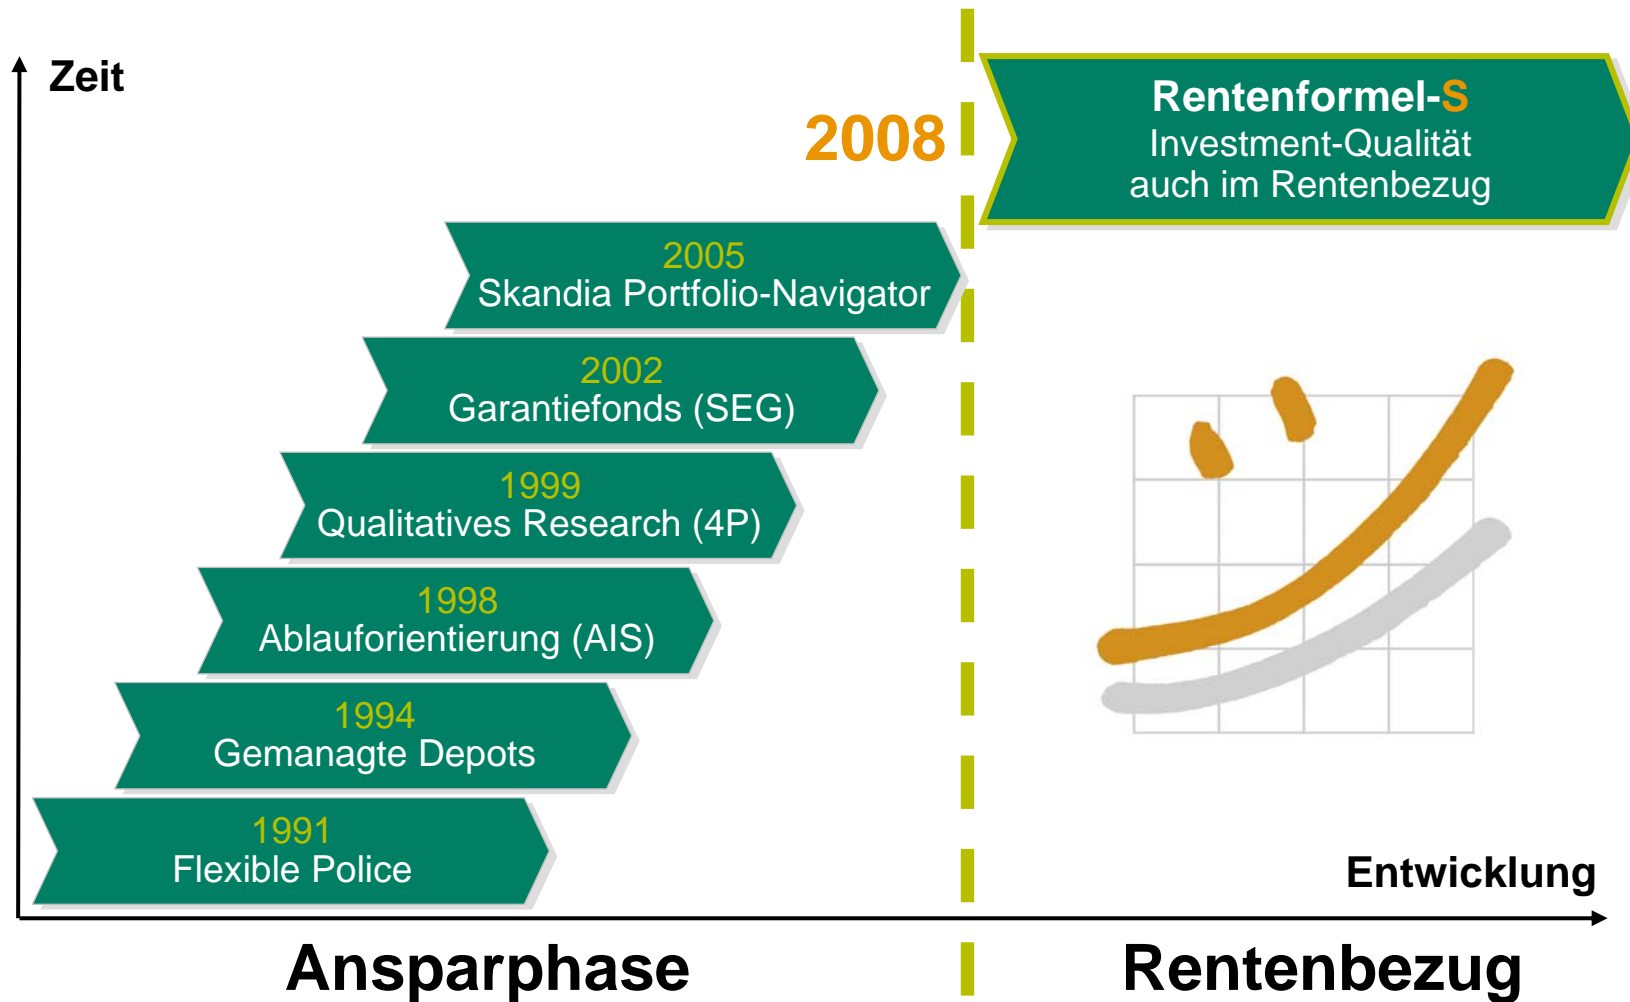 Zeit
2008
Rentenformel-S
Investment-Qualität
auch im Rentenbezug
2005
Skandia Portfolio-Navigator
2002
Garantiefonds (SEG)
1999
Qualitatives Research (4P)
1998
Ablauforientierung (AIS)
1994
Gemanagte Depots
1991
Flexible Police
Entwicklung
Ansparphase
Rentenbezug